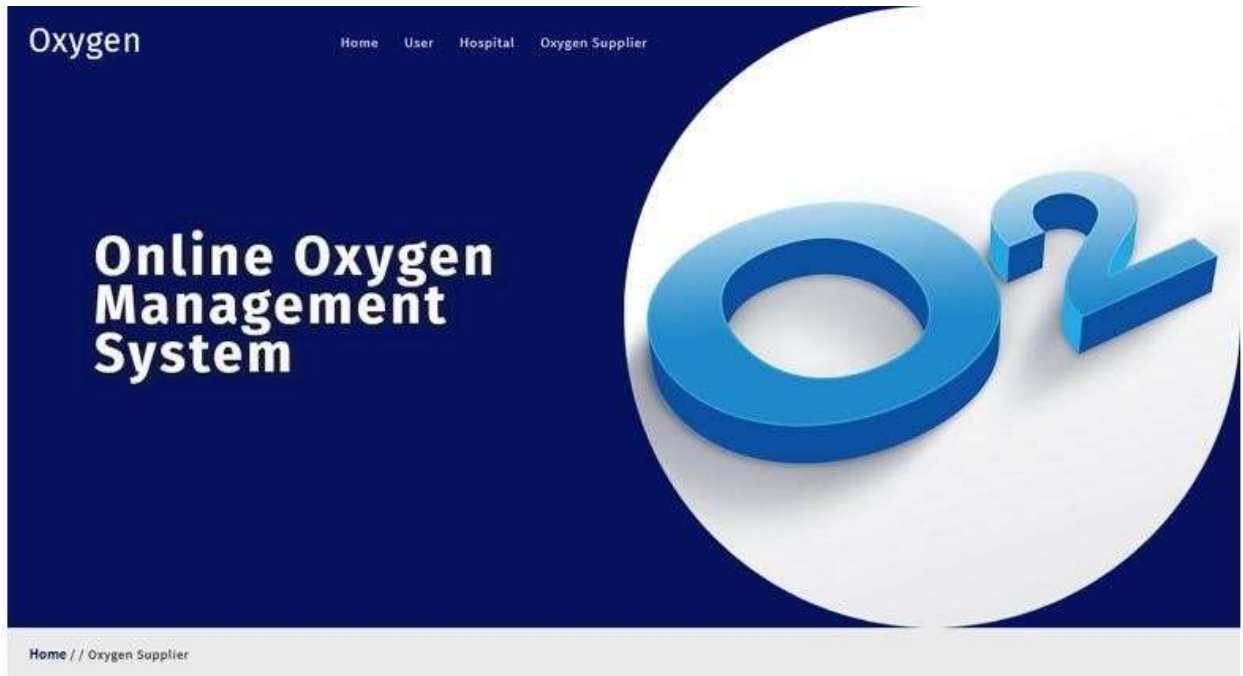 Oxygen
Home User Hospital Oxygen Supplier
Online Oxygen
Management
System
O2
Home / / Oxygen Supplier